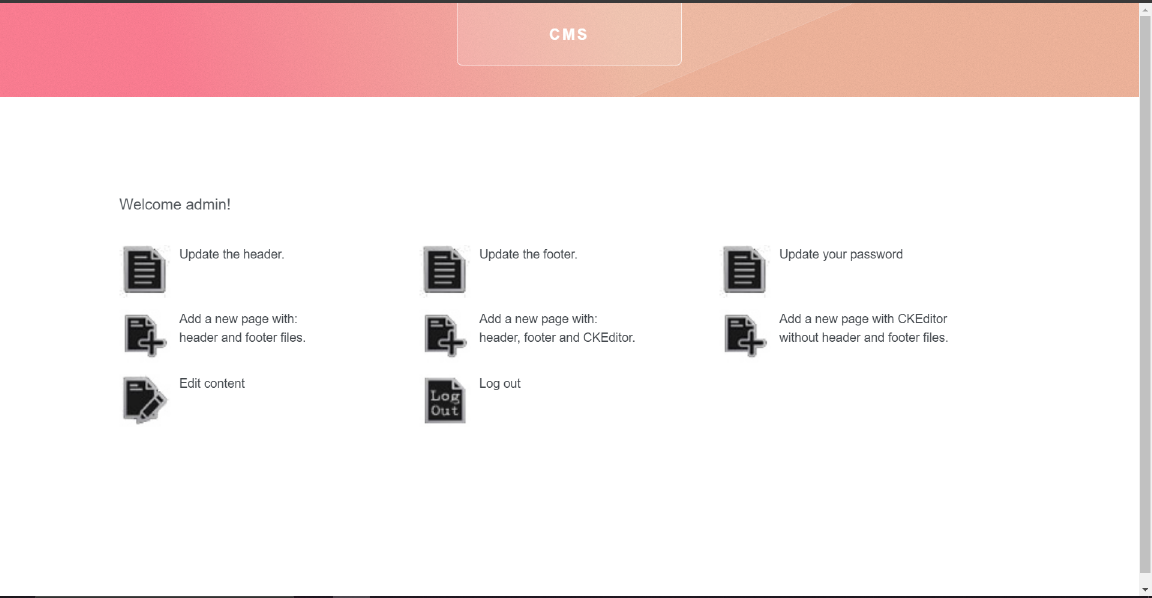 CMS
Welcome admin!
Update the header.
Update the footer.
Update your password
Add a new page with:
header and footer files.
Add a new page with:
header, footer and CKEditor.
Add a new page with CKEditor
without header and footer files.
Edit content
Log
Out
Log out